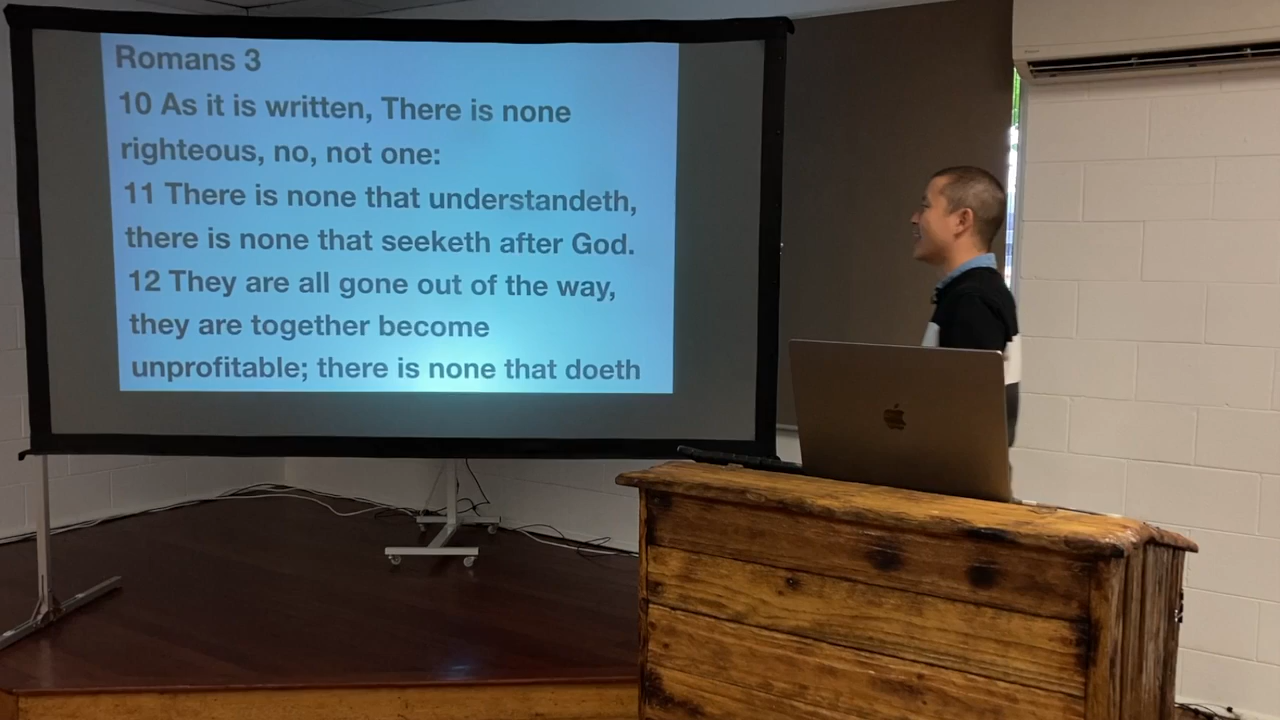 Romans 3
10 As it is written, There is none
righteous, no, not one:
11 There is none that understandeth,
there is none that seeketh after God.
12 They are all gone out of the way,
they are together become
unprofitable; there is none that doeth